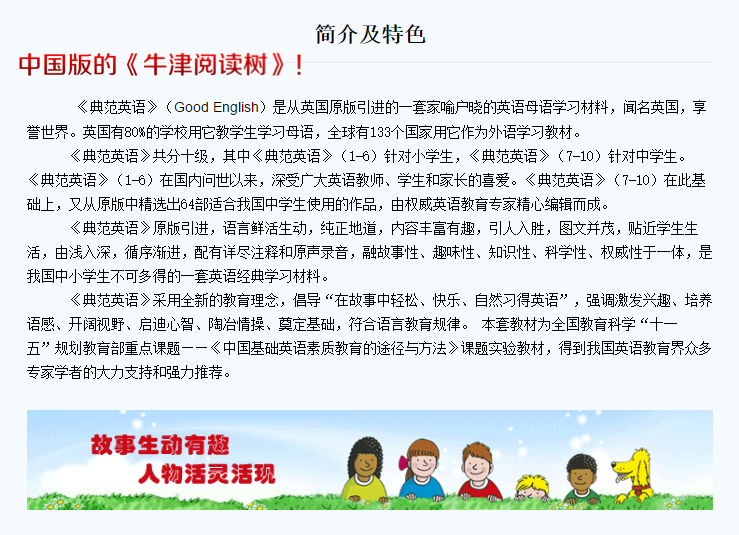 简介及特色
中国版的《牛津阅读树》！
《典范英语》（Good English）是从英国原版引进的一套家喻户晓的英语母语学习材料，闻名英国，享
誉世界。英国有80%的学校用它教学生学习母语，全球有133个国家用它作为外语学习教材。
《典范英语》共分十级，其中《典范英语》（1-6）针对小学生，《典范英语》（7-10）针对中学生。
《典范英语》（1-6）在国内问世以来，深受广大英语教师、学生和家长的喜爱。《典范英语》（7-10）在此基
础上，又从原版中精选出64部适合我国中学生使用的作品，由权威英语教育专家精心编辑而成。
《典范英语》原版引进，语言鲜活生动，纯正地道，内容丰富有趣，引人入胜，图文并茂，贴近学生生
活，由浅入深，循序渐进，配有详尽注释和原声录音，融故事性、趣味性、知识性、科学性、权威性于一体，是
我国中小学生不可多得的一套英语经典学习材料。
《典范英语》采用全新的教育理念，倡导“在故事中轻松、快乐、自然习得英语”，强调激发兴趣、培养
语感、开阔视野、启迪心智、陶冶情操、奠定基础，符合语言教育规律。 本套教材为全国教育科学“十一
五”规划教育部重点课题——《中国基础英语素质教育的途径与方法》课题实验教材，得到我国英语教育界众多
专家学者的大力支持和强力推荐。
故事生动有趣
人物活灵活现